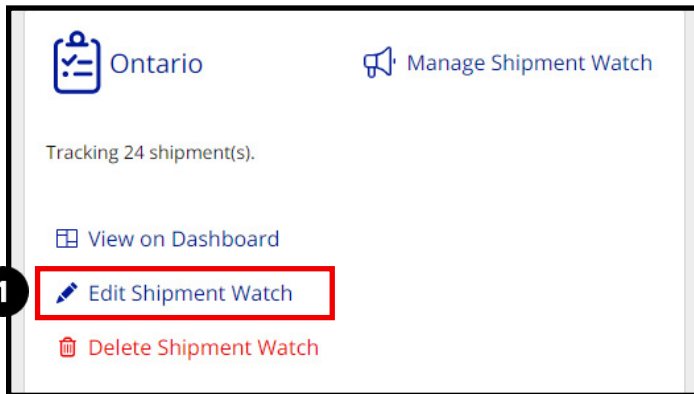 Ontario
Manage Shipment Watch
Tracking 24 shipment(s).
View on Dashboard
1
Edit Shipment Watch
Delete Shipment Watch